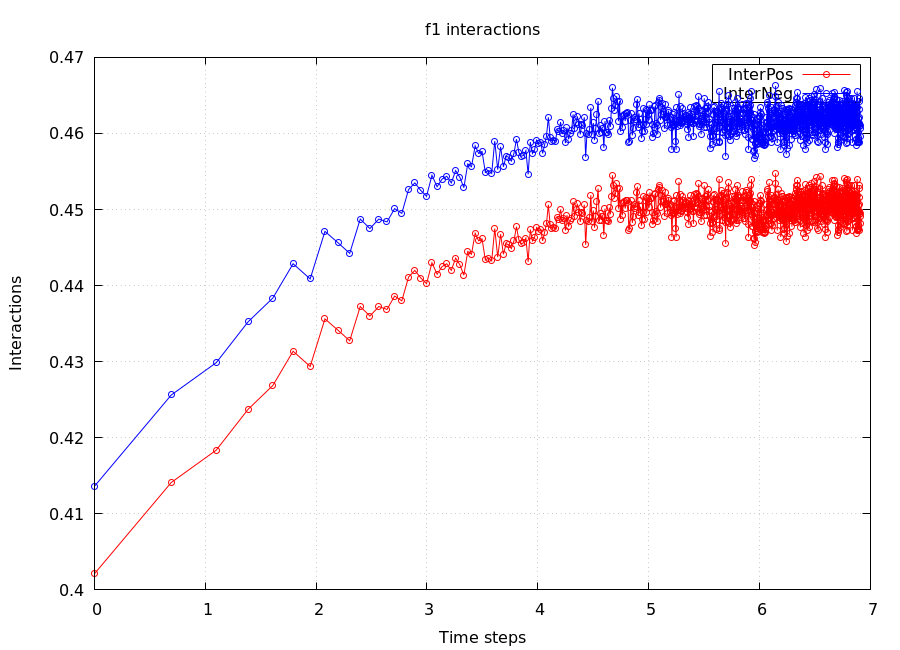 f1 interactions
0.47
0.46
0.45
0.44
0.43
0.42
0.41
0.4
InterPos
InterNeg
Interactions
0 1 2 3 4 5 6 7
Time steps